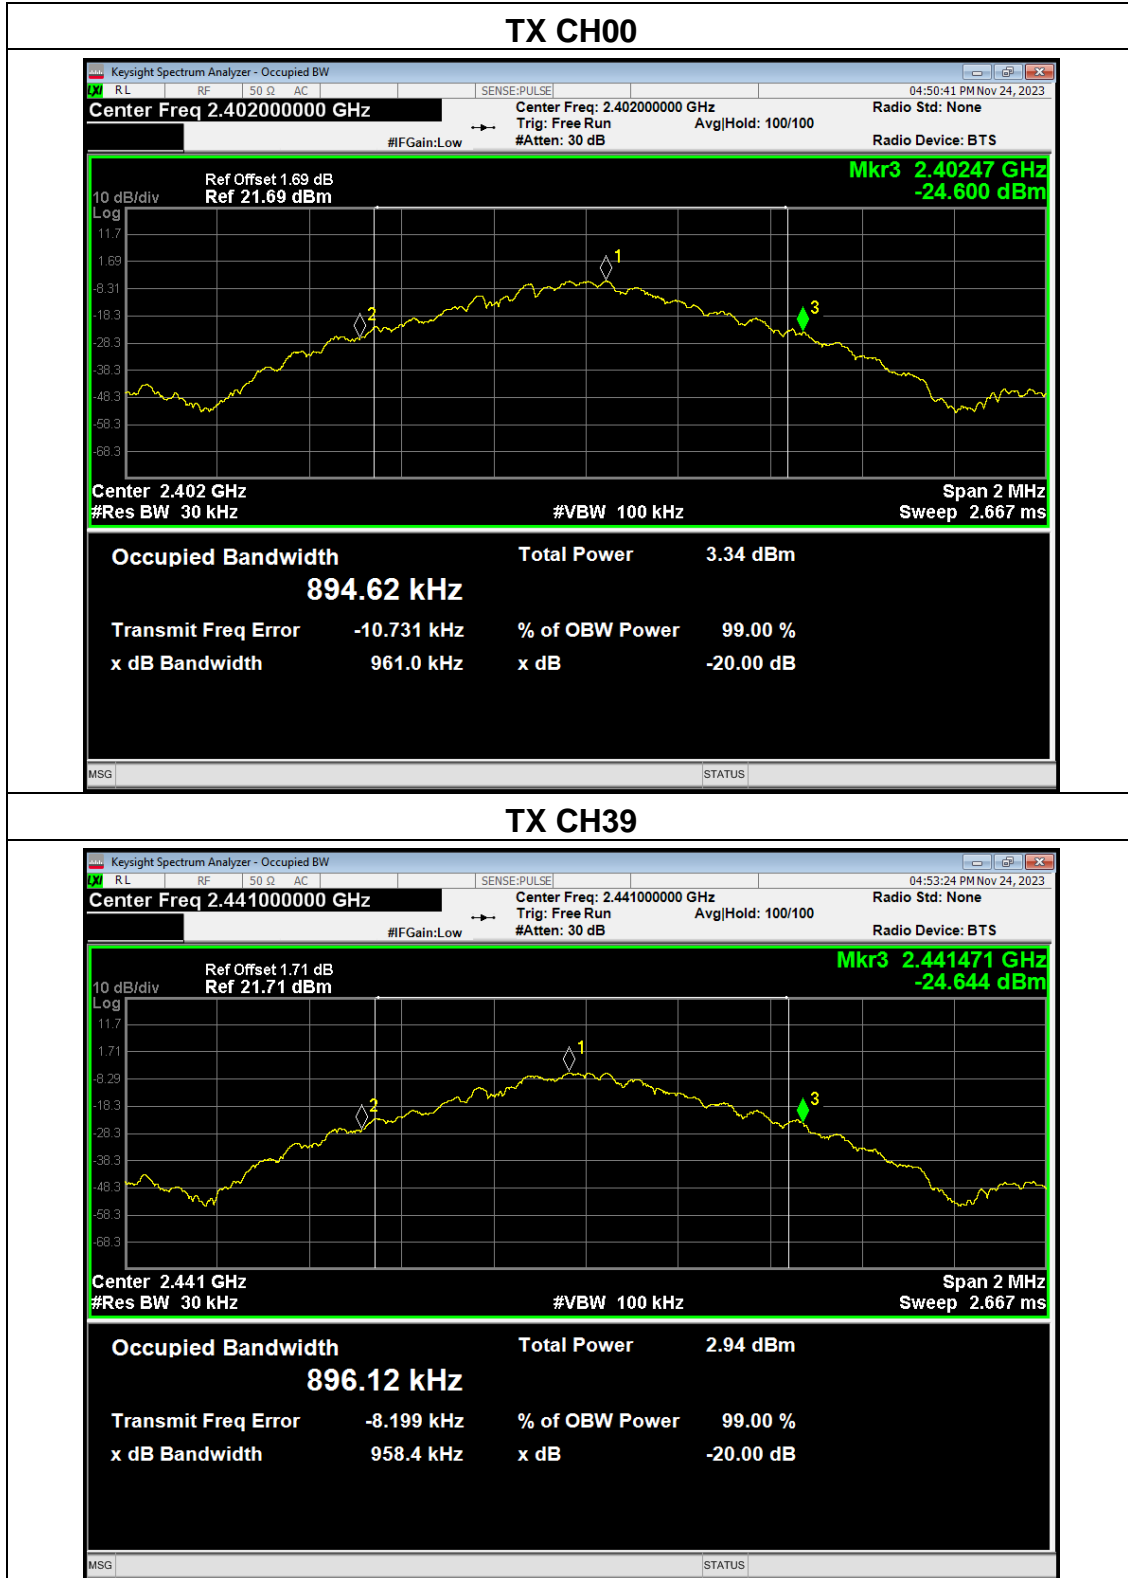 TX CH00
Keysight Spectrum Analyzer - Occupied BW
LXI RL RF 50 Ω AC SENSE:PULSE 04:50:41 PM Nov 24, 2023
Center Freq 2.402000000 GHz
Center Freq: 2.402000000 GHz Radio Std: None
Trig: Free Run Avg|Hold: 100/100
#IFGain:Low #Atten: 30 dB Radio Device: BTS
Mkr3 2.40247 GHz
-24.600 dBm
Ref Offset 1.69 dB
10 dB/div Ref 21.69 dBm
Log
11.7
1.69
-8.31
-18.3
-28.3
-38.3
-48.3
-58.3
-68.3
1
2
3
Center 2.402 GHz Span 2 MHz
#Res BW 30 kHz #VBW 100 kHz Sweep 2.667 ms
Occupied Bandwidth Total Power 3.34 dBm
894.62 kHz
Transmit Freq Error -10.731 kHz % of OBW Power 99.00 %
x dB Bandwidth 961.0 kHz x dB -20.00 dB
MSG STATUS
TX CH39
Keysight Spectrum Analyzer - Occupied BW
LXI RL RF 50 Ω AC SENSE:PULSE 04:53:24 PM Nov 24, 2023
Center Freq 2.441000000 GHz
Center Freq: 2.441000000 GHz Radio Std: None
Trig: Free Run Avg|Hold: 100/100
#IFGain:Low #Atten: 30 dB Radio Device: BTS
Mkr3 2.441471 GHz
-24.644 dBm
Ref Offset 1.71 dB
10 dB/div Ref 21.71 dBm
Log
11.7
1.71
-8.29
-18.3
-28.3
-38.3
-48.3
-58.3
-68.3
1
2
3
Center 2.441 GHz Span 2 MHz
#Res BW 30 kHz #VBW 100 kHz Sweep 2.667 ms
Occupied Bandwidth Total Power 2.94 dBm
896.12 kHz
Transmit Freq Error -8.199 kHz % of OBW Power 99.00 %
x dB Bandwidth 958.4 kHz x dB -20.00 dB
MSG STATUS